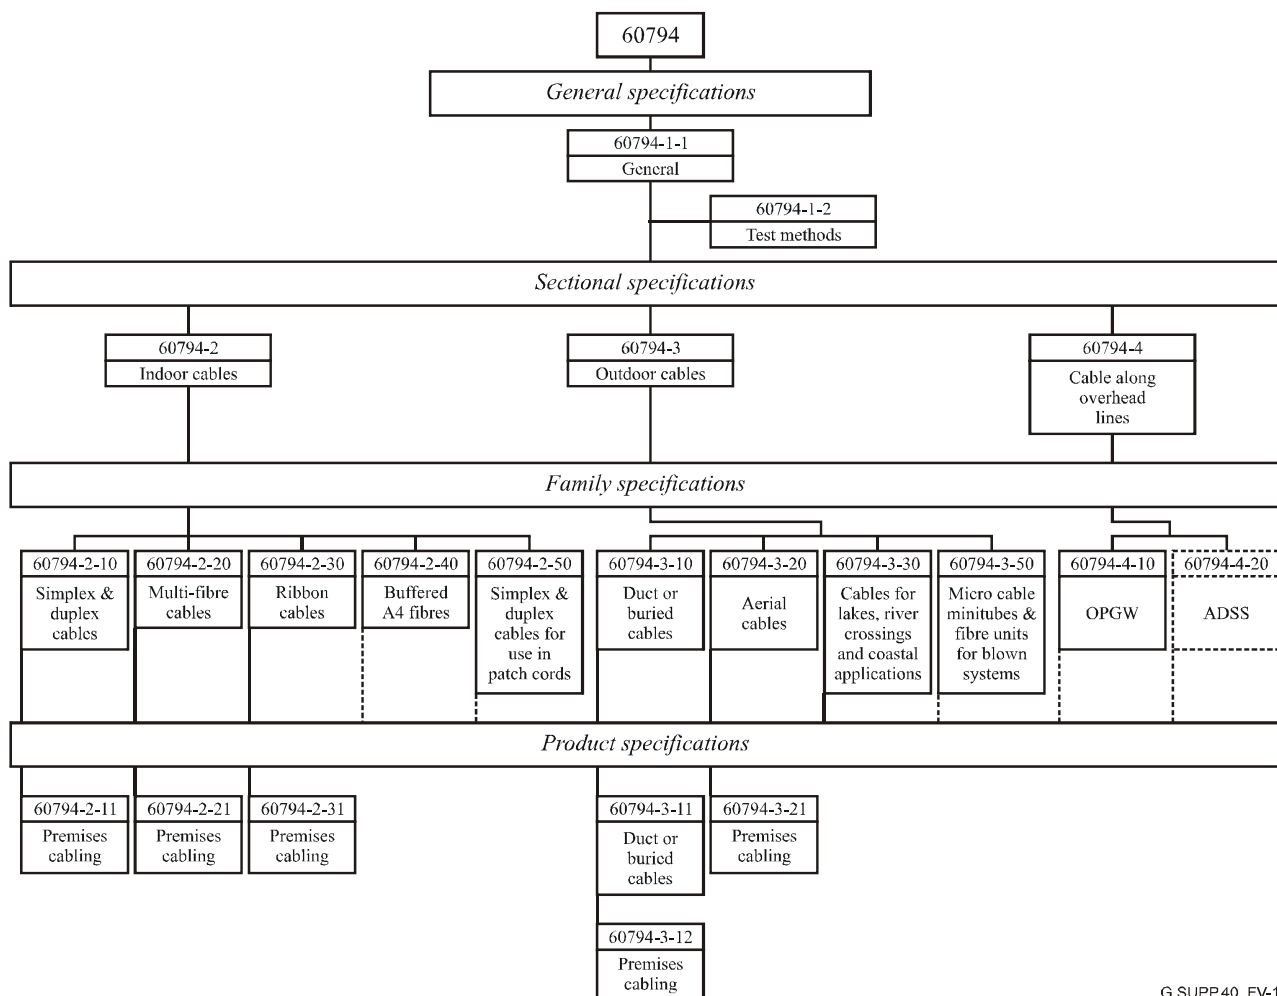 60794
General specifications
60794-1-1
General
60794-1-2
Test methods
Sectional specifications
60794-2
Indoor cables
60794-3
Outdoor cables
60794-4
Cable along
overhead
lines
Family specifications
60794-2-10
Simplex &
duplex
cables
60794-2-20
Multi-fibre
cables
60794-2-30
Ribbon
cables
60794-2-40
Buffered
A4 fibres
60794-2-50
Simplex &
duplex
cables for
use in
patch cords
60794-3-10
Duct or
buried
cables
60794-3-20
Aerial
cables
60794-3-30
Cables for
lakes, river
crossings
and coastal
applications
60794-3-50
Micro cable
minitubes &
fibre units
for blown
systems
60794-4-10
OPGW
60794-4-20
ADSS
Product specifications
60794-2-11
Premises
cabling
60794-2-21
Premises
cabling
60794-2-31
Premises
cabling
60794-3-11
Duct or
buried
cables
60794-3-21
Premises
cabling
60794-3-12
Premises
cabling
G.SUPP.40_FV-1